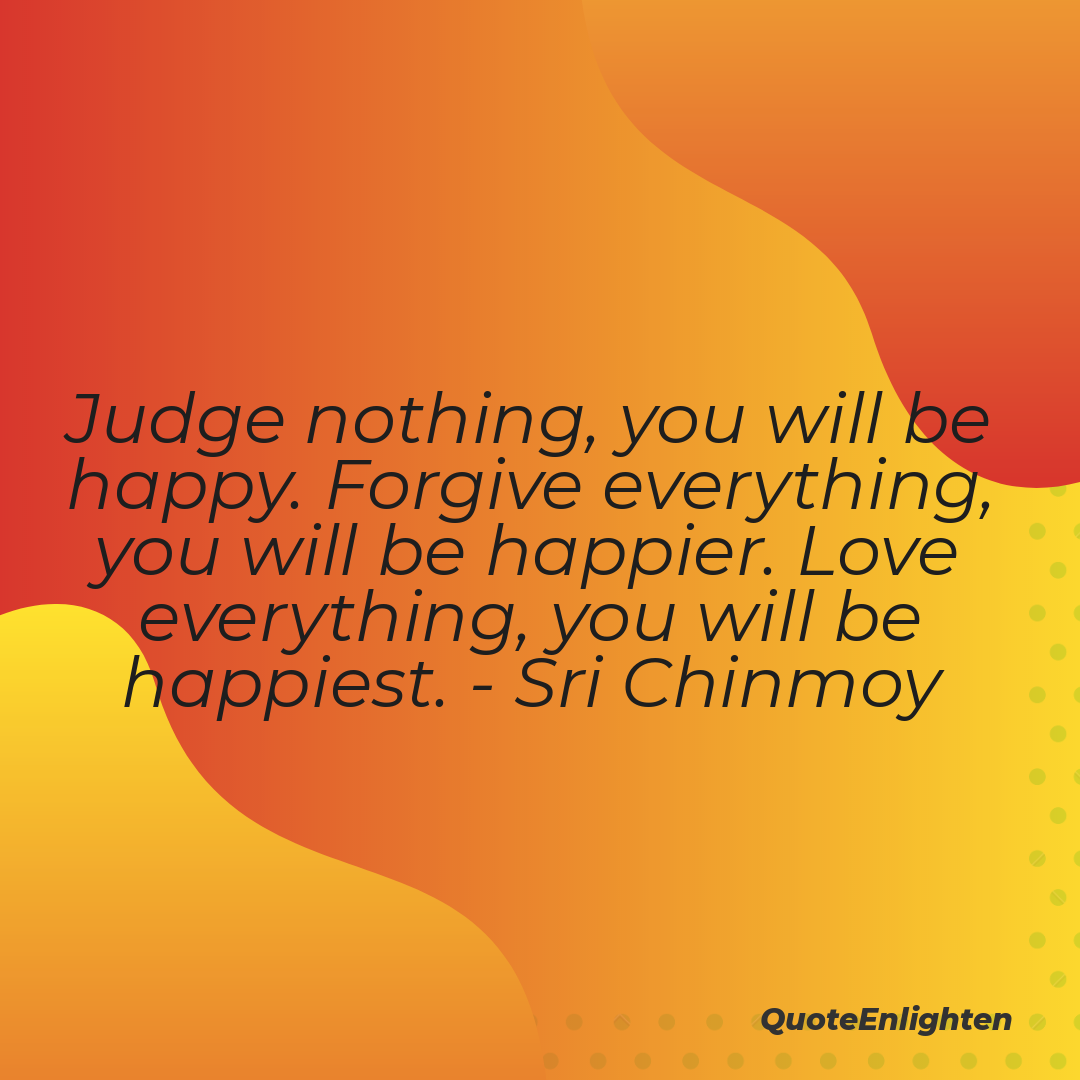 Judge nothing, you will be
happy. Forgive everything,
you will be happier. Love
everything, you will be
happiest. - Sri Chinmoy
QuoteEnlighten